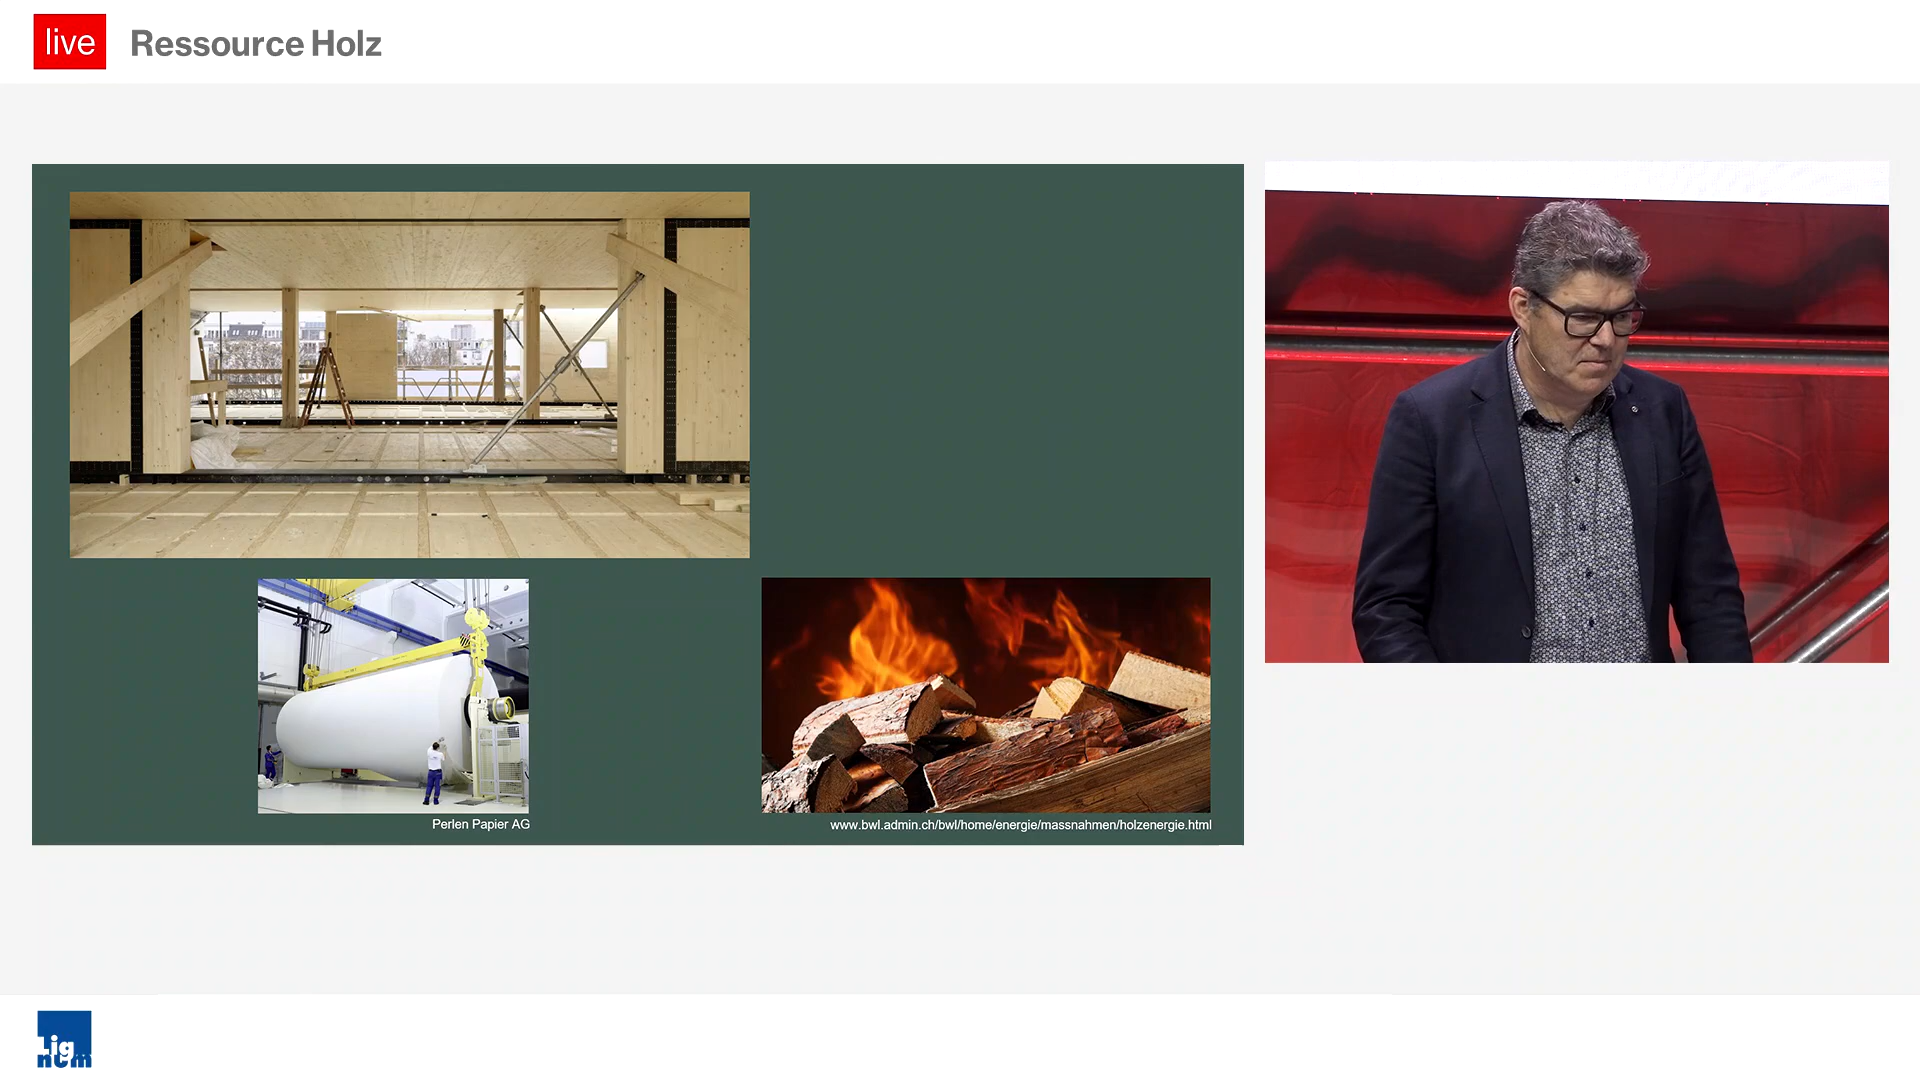 live
Ressource Holz
Perlen Papier AG
www.bwl.admin.ch/bwl/home/energie/massnahmen/holzenergie.html
Lignum